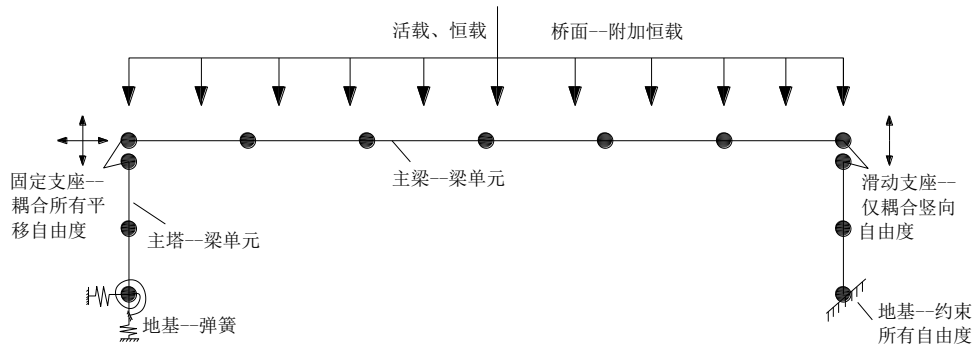 活载、恒载
桥面--附加恒载
固定支座--
耦合所有平
移自由度
主梁--梁单元
滑动支座--
仅耦合竖向
自由度
主塔--梁单元
地基--弹簧
地基--约束
所有自由度